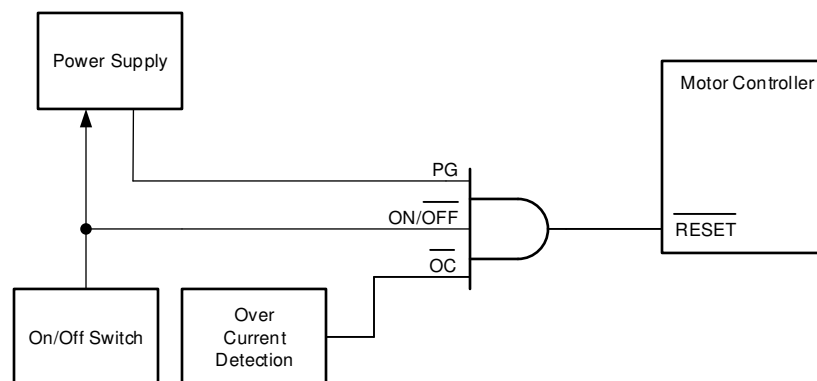 Power Supply
Motor Controller
PG
ON/OFF
RESET
OC
On/Off Switch
Over
Current
Detection